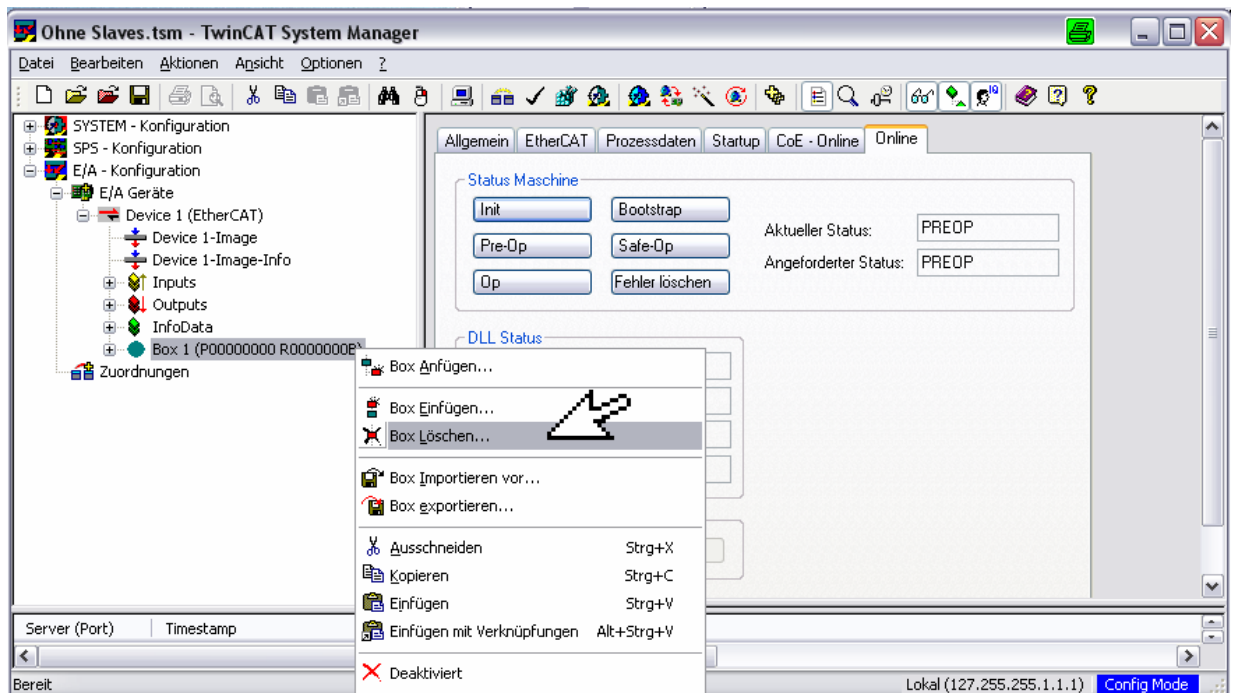 Ohne Slaves.tsm - TwinCAT System Manager
Datei Bearbeiten Aktionen Ansicht Optionen ?
SYSTEM - Konfiguration
SPS - Konfiguration
E/A - Konfiguration
E/A Geräte
Device 1 (EtherCAT)
Device 1-Image
Device 1-Image-Info
Inputs
Outputs
InfoData
Box 1 (P00000000 R0000000B)
Zuordnungen
Allgemein EtherCAT Prozessdaten Startup CoE - Online Online
Status Maschine
Init Bootstrap
Pre-Op Safe-Op
Op Fehler löschen
Aktueller Status: PREOP
Angeforderter Status: PREOP
DLL Status
Box Anfügen...
Box Einfügen...
Box Löschen...
Box Importieren vor...
Box exportieren...
Ausschneiden Strg+X
Kopieren Strg+C
Einfügen Strg+V
Einfügen mit Verknüpfungen Alt+Strg+V
Deaktiviert
Server (Port) Timestamp
Bereit
Lokal (127.255.255.1.1.1) Config Mode